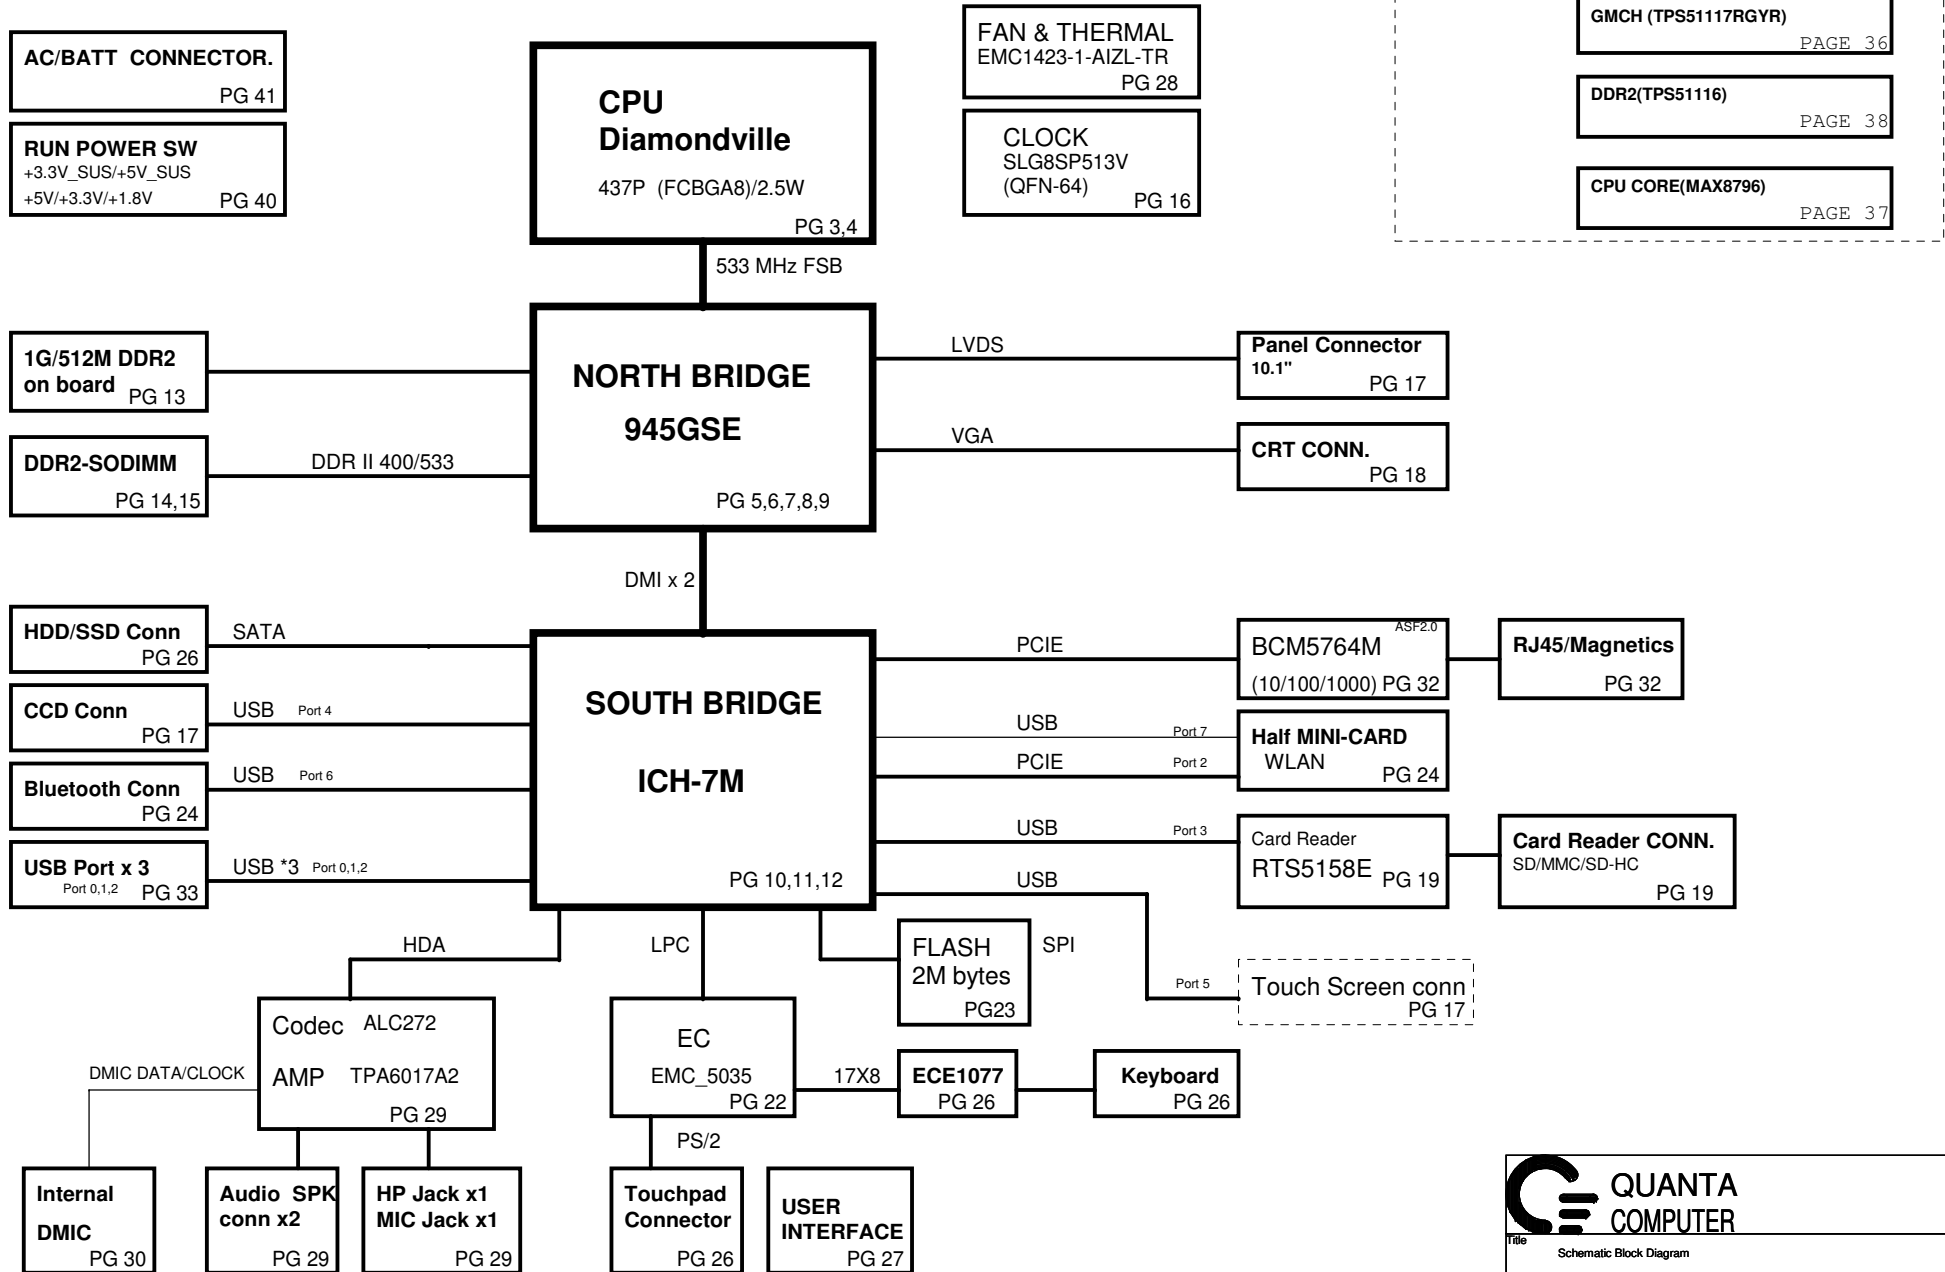 AC/BATT CONNECTOR.
PG 41
RUN POWER SW
+3.3V_SUS/+5V_SUS
+5V/+3.3V/+1.8V
PG 40
CPU
Diamondville
437P (FCBGA8)/2.5W
PG 3,4
FAN & THERMAL
EMC1423-1-AIZL-TR
PG 28
CLOCK
SLG8SP513V
(QFN-64)
PG 16
GMCH (TPS51117RGYR)
PAGE 36
DDR2(TPS51116)
PAGE 38
CPU CORE(MAX8796)
PAGE 37
533 MHz FSB
1G/512M DDR2
on board
PG 13
DDR2-SODIMM
PG 14,15
DDR II 400/533
NORTH BRIDGE
945GSE
PG 5,6,7,8,9
LVDS
Panel Connector
10.1"
PG 17
VGA
CRT CONN.
PG 18
DMI x 2
HDD/SSD Conn
PG 26
SATA
CCD Conn
PG 17
USB Port 4
Bluetooth Conn
PG 24
USB Port 6
USB Port x 3
Port 0,1,2 PG 33
USB *3 Port 0,1,2
SOUTH BRIDGE
ICH-7M
PG 10,11,12
PCIE
ASF2.0
BCM5764M
(10/100/1000) PG 32
RJ45/Magnetics
PG 32
USB Port 7
PCIE Port 2
Half MINI-CARD
WLAN
PG 24
USB Port 3
Card Reader
RTS5158E PG 19
Card Reader CONN.
SD/MMC/SD-HC
PG 19
USB
Port 5
Touch Screen conn
PG 17
HDA
LPC
FLASH
2M bytes
PG23
SPI
Codec ALC272
AMP TPA6017A2
PG 29
DMIC DATA/CLOCK
EC
EMC_5035
PG 22
17X8
ECE1077
PG 26
Keyboard
PG 26
PS/2
Internal
DMIC
PG 30
Audio SPK
conn x2
PG 29
HP Jack x1
MIC Jack x1
PG 29
Touchpad
Connector
PG 26
USER
INTERFACE
PG 27
QUANTA
COMPUTER
Title
Schematic Block Diagram